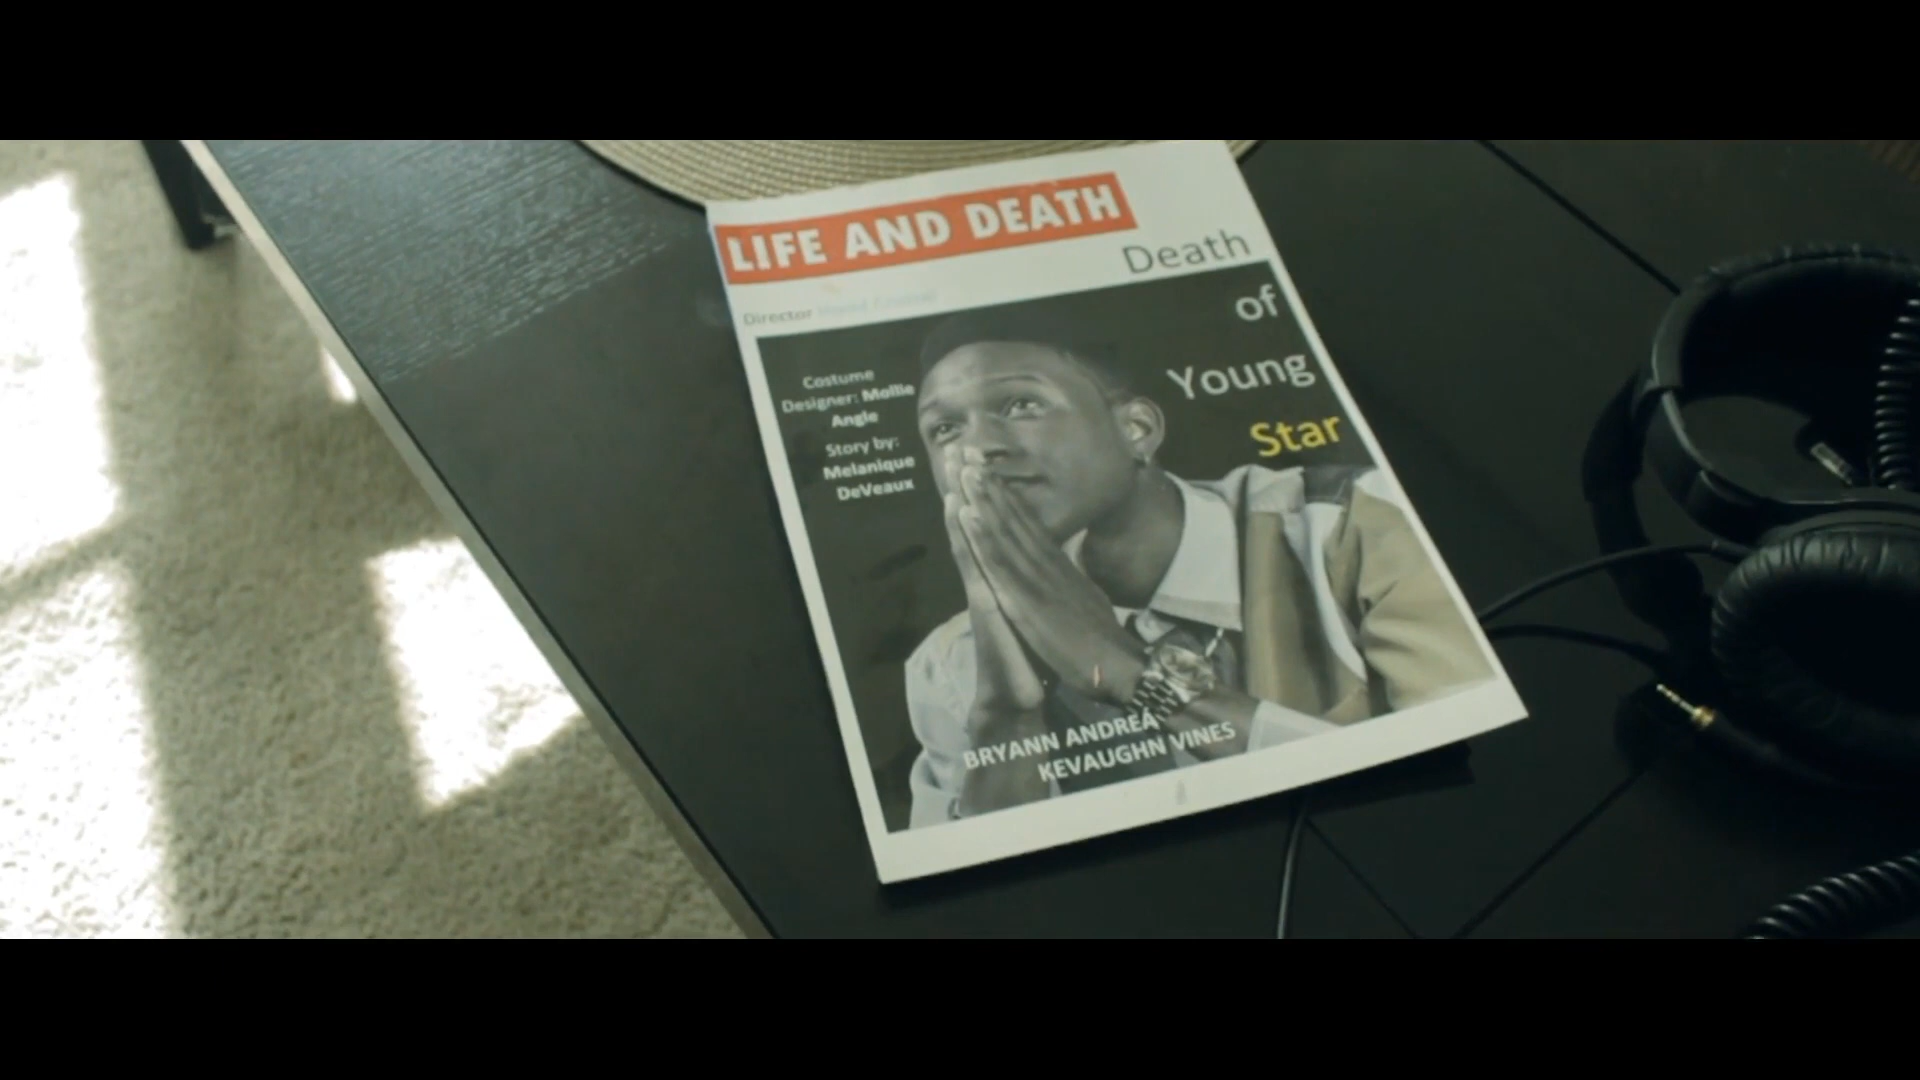 LIFE AND DEATH
Death
of
Young
Star
Director
Costume
Designer: Mollie
Angle
Story by:
Melanique
DeVeaux
BRYANN ANDREA
KEVAUGHN VINES